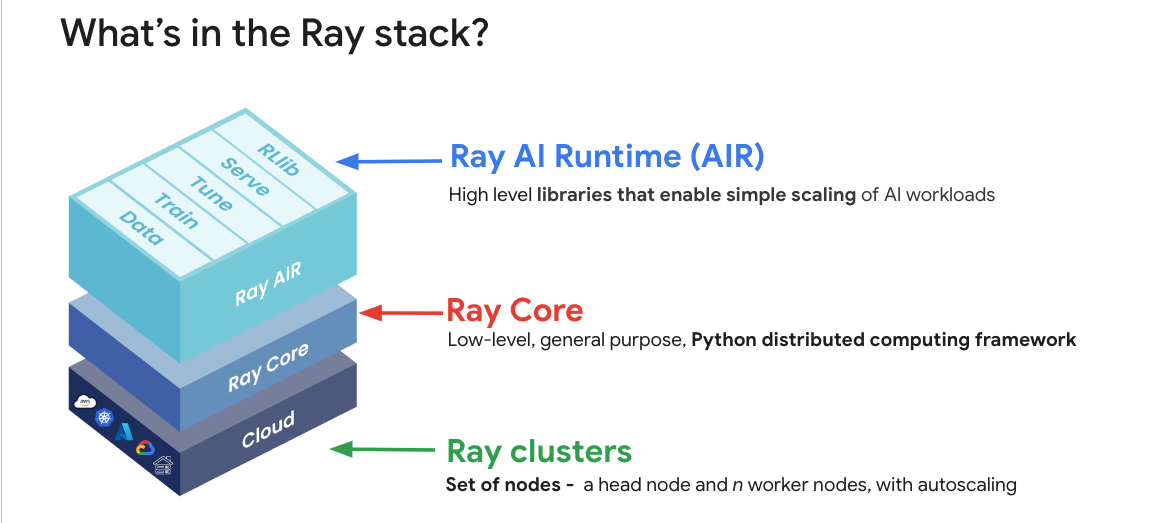 What’s in the Ray stack?
RLlib
Serve
Tune
Train
Data
Ray AIR
Ray Core
Cloud
aws
Ray AI Runtime (AIR)
High level libraries that enable simple scaling of AI workloads
Ray Core
Low-level, general purpose, Python distributed computing framework
Ray clusters
Set of nodes - a head node and n worker nodes, with autoscaling